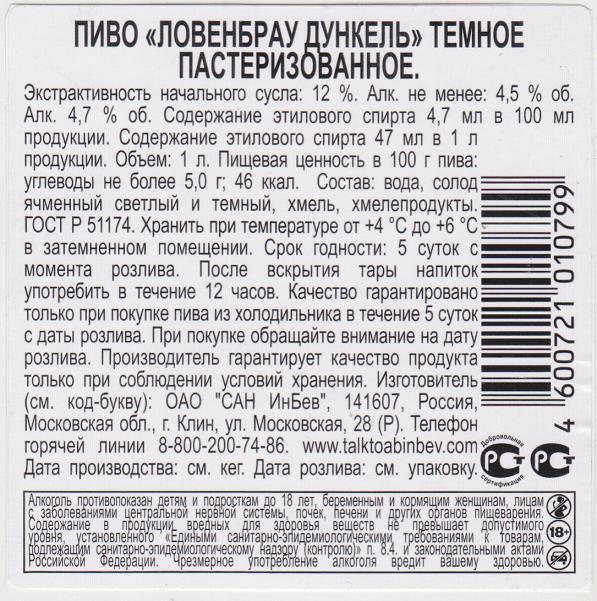 ПИВО «ЛОВЕНБРАУ ДУНКЕЛЬ» ТЕМНОЕ
ПАСТЕРИЗОВАННОЕ.
Экстрактивность начального сусла: 12 %. Алк. не менее: 4,5 % об.
Алк. 4,7 % об. Содержание этилового спирта 4,7 мл в 100 мл
продукции. Содержание этилового спирта 47 мл в 1 л
продукции. Объем: 1 л. Пищевая ценность в 100 г пива:
углеводы не более 5,0 г; 46 ккал. Состав: вода, солод
ячменный светлый и темный, хмель, хмелепродукты.
ГОСТ Р 51174. Хранить при температуре от +4 °С до +6 °С
в затемненном помещении. Срок годности: 5 суток с
момента розлива. После вскрытия тары напиток
употребить в течение 12 часов. Качество гарантировано
только при покупке пива из холодильника в течение 5 суток
с даты розлива. При покупке обращайте внимание на дату
розлива. Производитель гарантирует качество продукта
только при соблюдении условий хранения. Изготовитель
(см. код-букву): ОАО "САН ИнБев", 141607, Россия,
Московская обл., г. Клин, ул. Московская, 28 (Р). Телефон
горячей линии 8-800-200-74-86. www.talktoabinbev.com
Дата производства: см. кег. Дата розлива: см. упаковку.
4 600721 010799
Добровольная
сертификация
Алкоголь противопоказан детям и подросткам до 18 лет, беременным и кормящим женщинам, лицам
с заболеваниями центральной нервной системы, почек, печени и других органов пищеварения.
Содержание в продукции вредных для здоровья веществ не превышает допустимого
уровня, установленного «Едиными санитарно-эпидемиологическими требованиями к товарам,
подлежащим санитарно-эпидемиологическому надзору (контролю)» п. 8.4. и законодательными актами
Российской Федерации. Чрезмерное употребление алкоголя вредит вашему здоровью.
18+